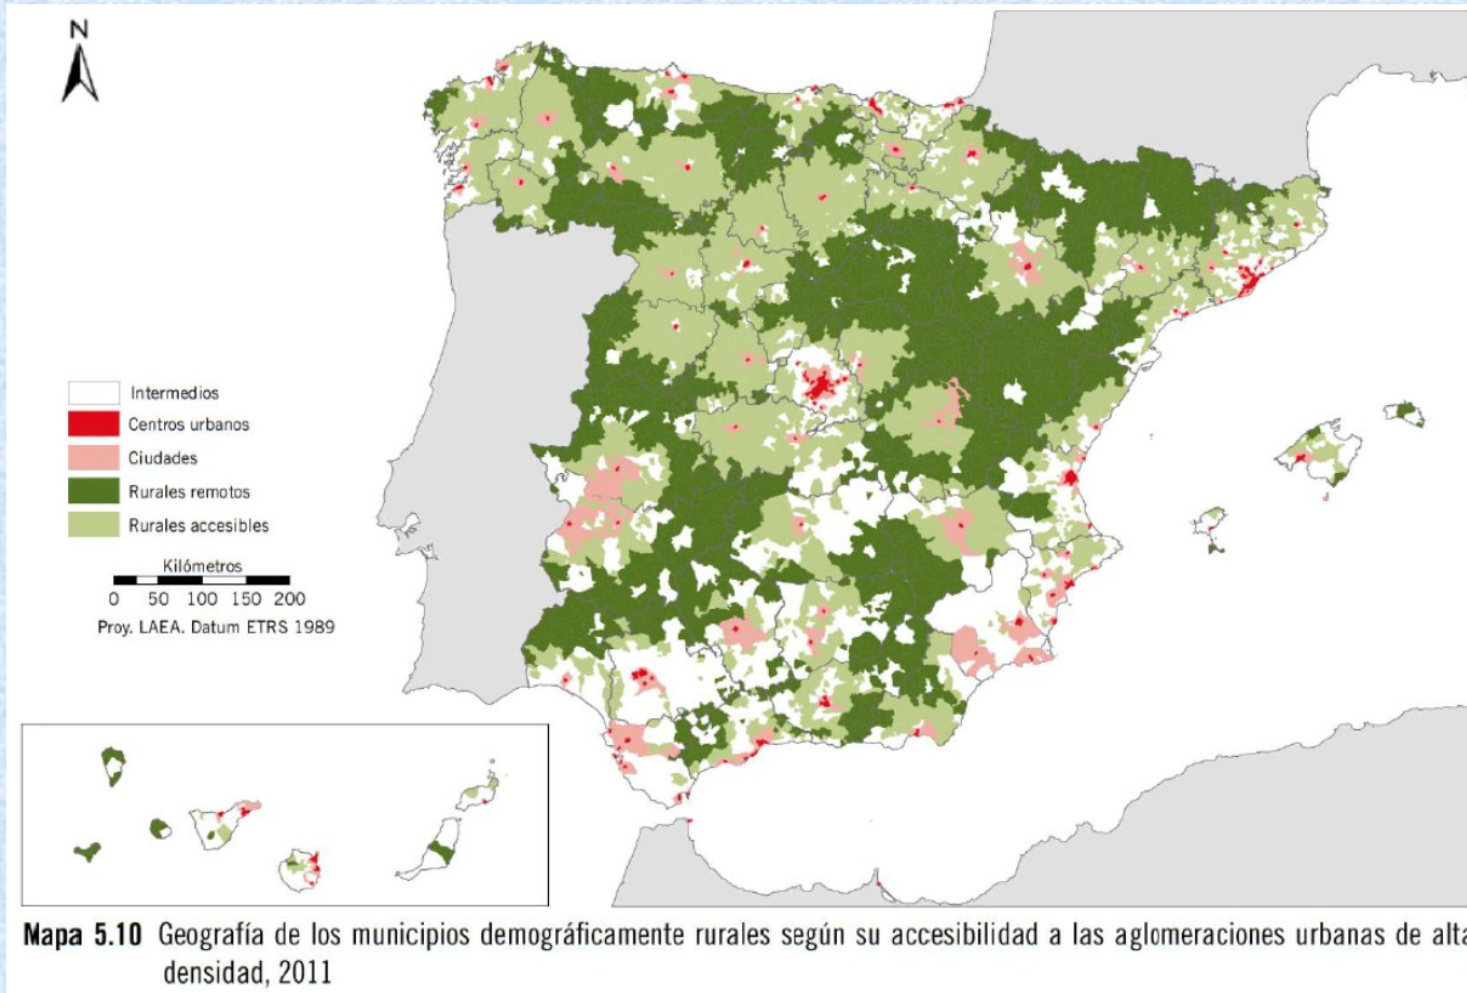 N
Intermedios
Centros urbanos
Ciudades
Rurales remotos
Rurales accesibles
Kilómetros
0 50 100 150 200
Proy. LAEA. Datum ETRS 1989
Mapa 5.10 Geografía de los municipios demográficamente rurales según su accesibilidad a las aglomeraciones urbanas de alta
densidad, 2011